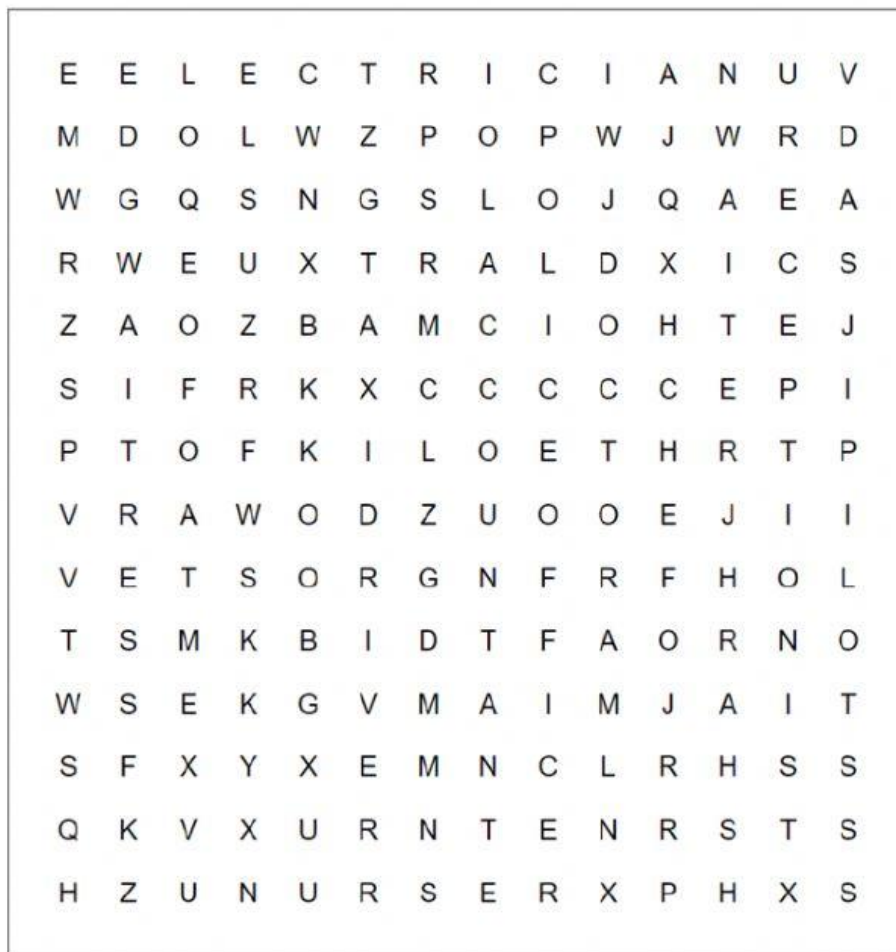 E E L E C T R I C I A N U V
M D O L W Z P O P W J W R D
W G Q S N G S L O J Q A E A
R W E U X T R A L D X I C S
Z A O Z B A M C I O H T E J
S I F R K X C C C C C E P I
P T O F K I L O E T H R T P
V R A W O D Z U O O E J I I
V E T S O R G N F R F H O L
T S M K B I D T F A O R N O
W S E K G V M A I M J A I T
S F X Y X E M N C L R H S S
Q K V X U R N T E N R S T S
H Z U N U R S E R X P H X S